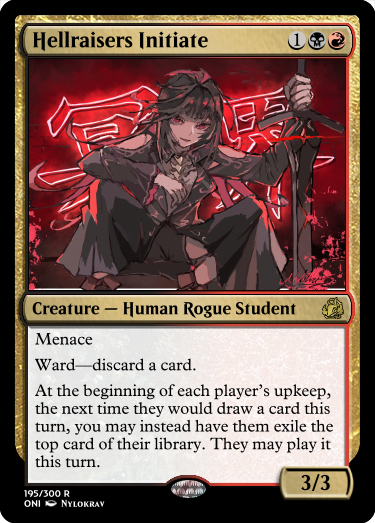 Hellraisers Initiate 1
Creature — Human Rogue Student
Menace
Ward—discard a card.
At the beginning of each player's upkeep,
the next time they would draw a card this
turn, you may instead have them exile the
top card of their library. They may play it
this turn.
3/3
195/300 R
ONI Nylokrav